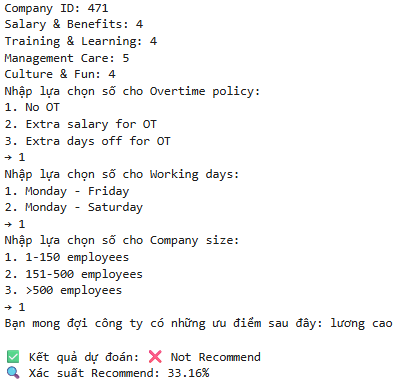 Company ID: 471
Salary & Benefits: 4
Training & Learning: 4
Management Care: 5
Culture & Fun: 4
Nhập lựa chọn số cho Overtime policy:
1. No OT
2. Extra salary for OT
3. Extra days off for OT
→ 1
Nhập lựa chọn số cho Working days:
1. Monday - Friday
2. Monday - Saturday
→ 1
Nhập lựa chọn số cho Company size:
1. 1-150 employees
2. 151-500 employees
3. >500 employees
→ 1
Bạn mong đợi công ty có những ưu điểm sau đây: lương cao
✅ Kết quả dự đoán: ❌ Not Recommend
🔍 Xác suất Recommend: 33.16%